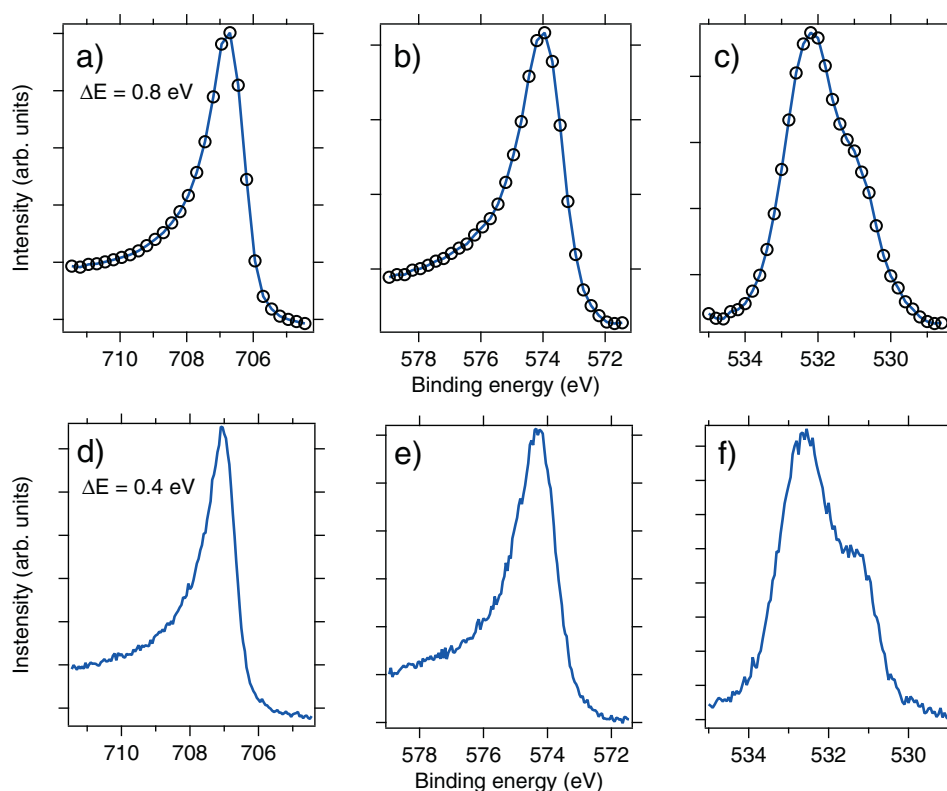 a)
ΔE = 0.8 eV
b)
c)
Intensity (arb. units)
710 708 706
578 576 574 572
534 532 530
Binding energy (eV)
d)
ΔE = 0.4 eV
e)
f)
Instensity (arb. units)
710 708 706
578 576 574 572
534 532 530
Binding energy (eV)